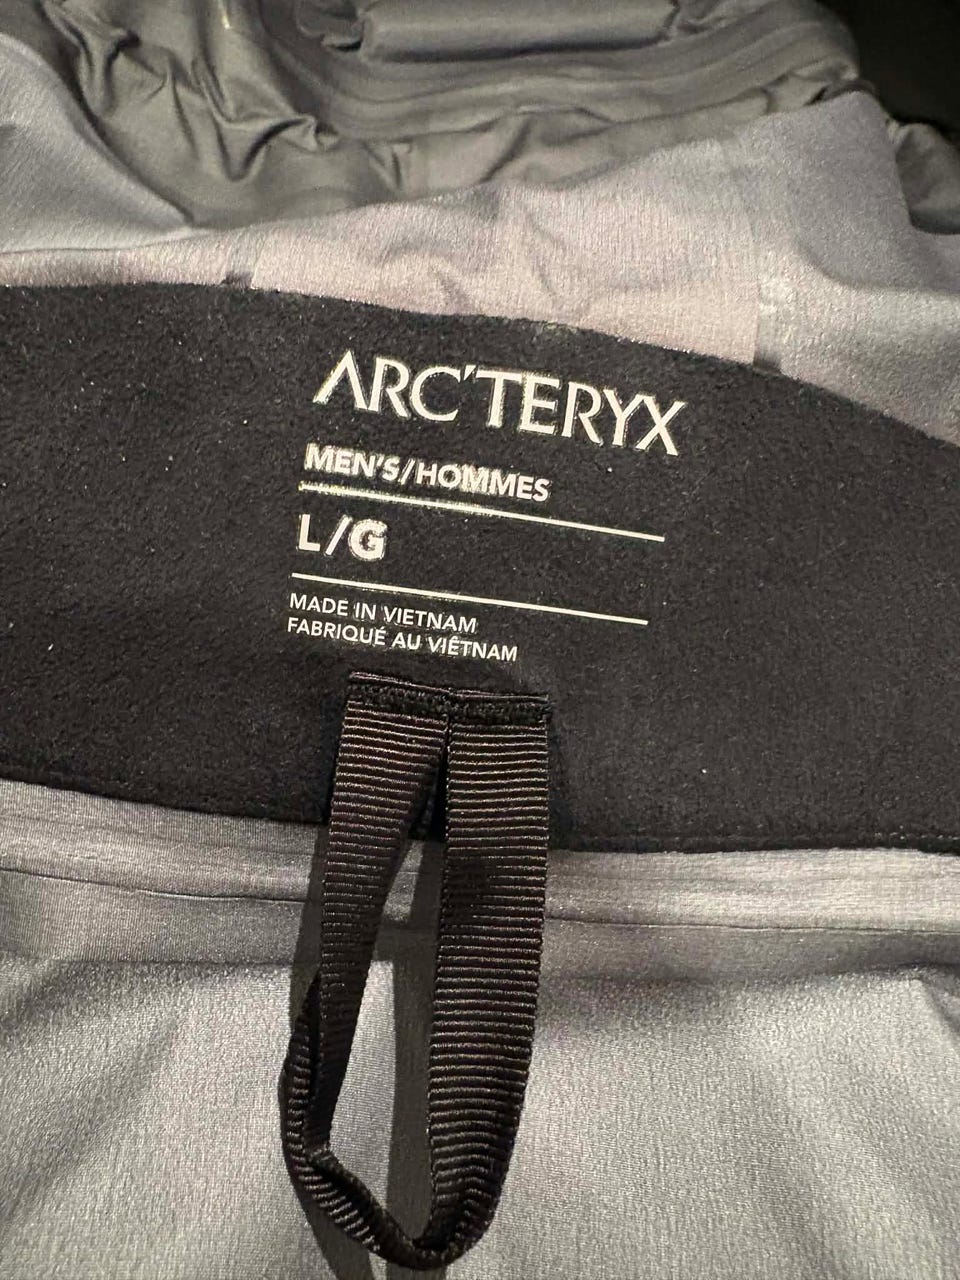 ARC'TERYX
MEN'S/HOMMES
L/G
MADE IN VIETNAM
FABRIQUÉ AU VIÊTNAM